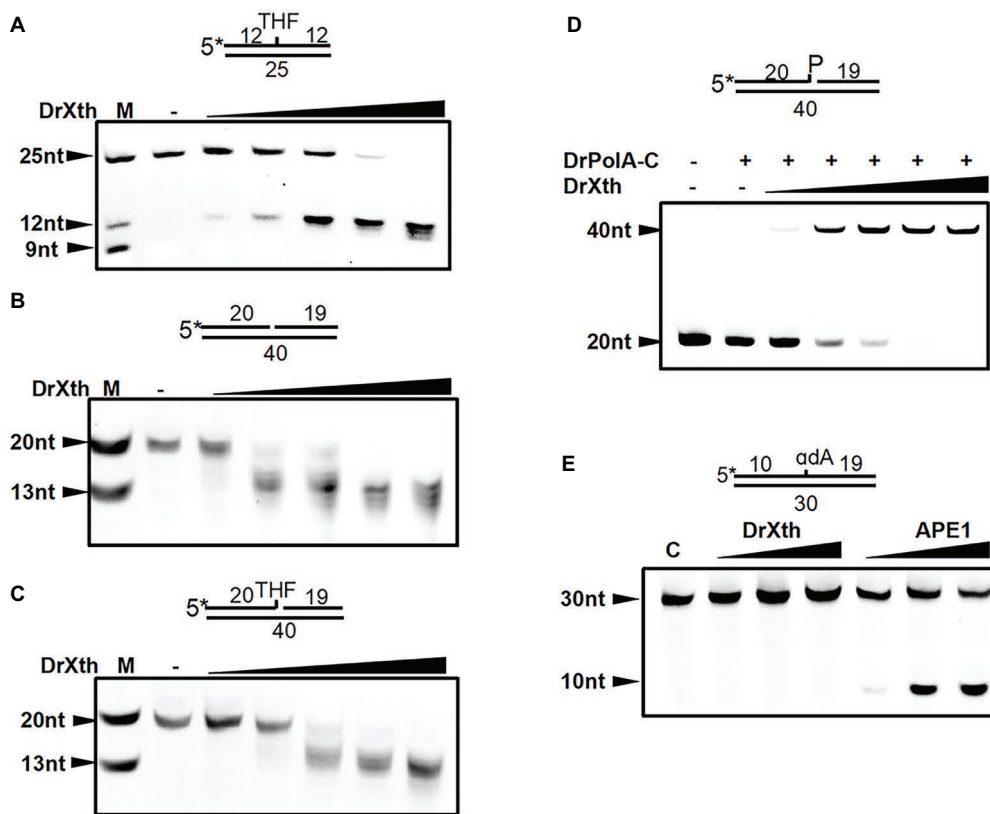 A
THF
12 12
5*
25
DrXth M -
25nt
12nt
9nt
B
20 19
5*
40
DrXth M -
20nt
13nt
C
20 THF 19
5*
40
DrXth M -
20nt
13nt
D
P
20 19
5*
40
DrPolA-C - + + + + + +
DrXth - -
40nt
20nt
E
αdA
10 19
5*
30
C DrXth APE1
30nt
10nt